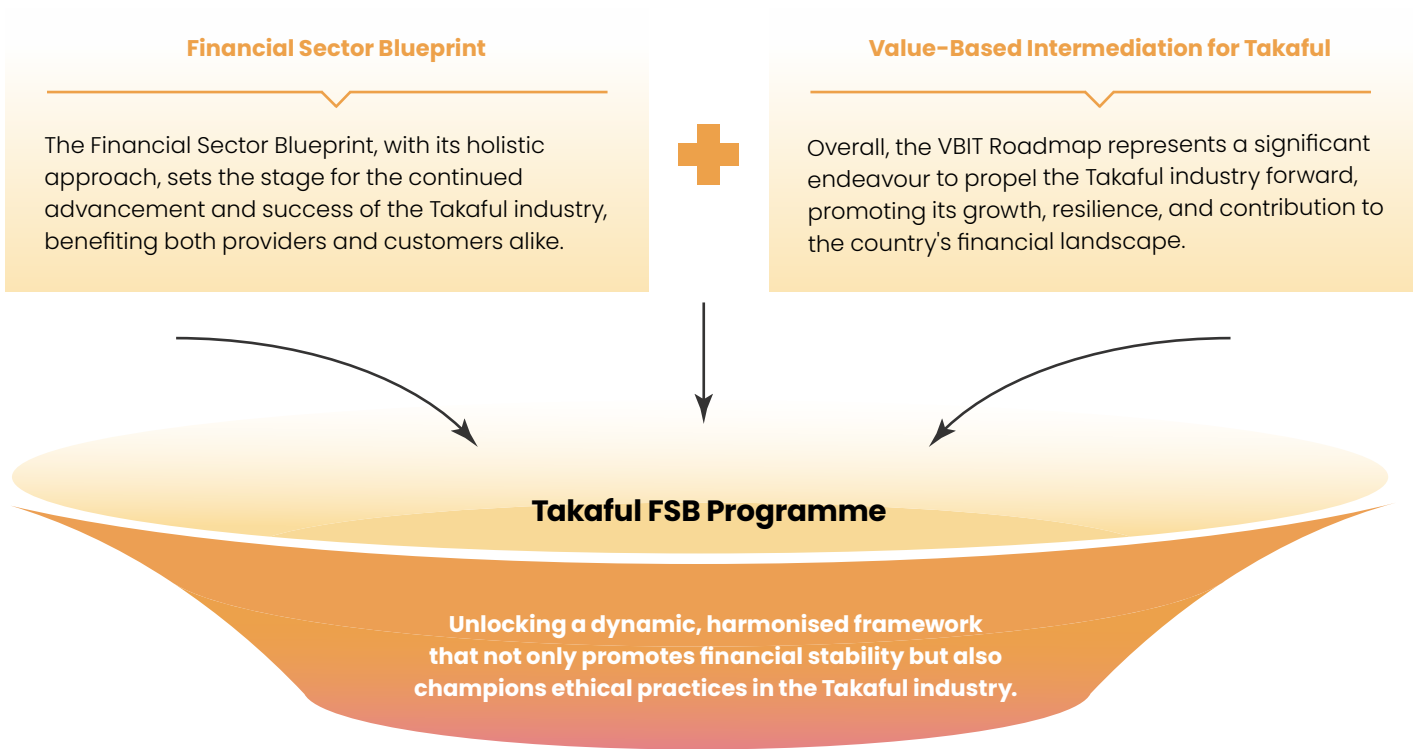 Financial Sector Blueprint
The Financial Sector Blueprint, with its holistic
approach, sets the stage for the continued
advancement and success of the Takaful industry,
benefiting both providers and customers alike.
Value-Based Intermediation for Takaful
Overall, the VBIT Roadmap represents a significant
endeavour to propel the Takaful industry forward,
promoting its growth, resilience, and contribution to
the country's financial landscape.
Takaful FSB Programme
Unlocking a dynamic, harmonised framework
that not only promotes financial stability but also
champions ethical practices in the Takaful industry.